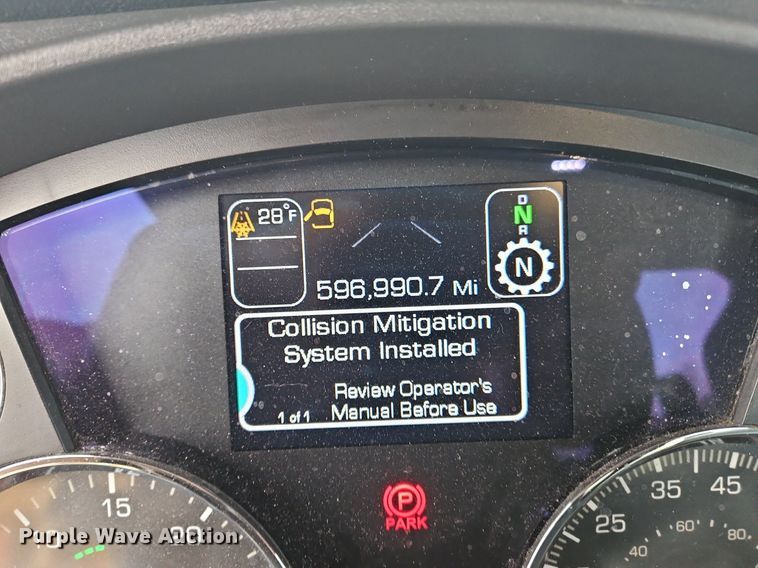 28°F
D
N
R
N
596,990.7 Mi
Collision Mitigation
System Installed
Review Operator's
1 of 1 Manual Before Use
P
PARK
15
20
25
35
45
40
60
80
Purple Wave Auction